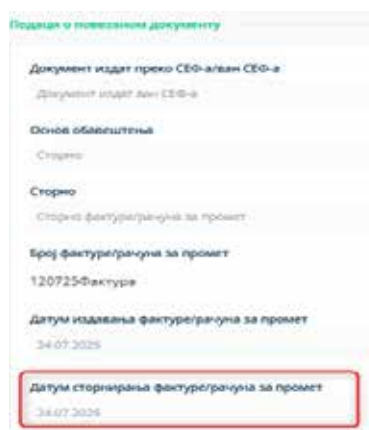 Подаци о повезаном документу
Документ издат преко СЕФ-а/ван СЕФ-а
Документ издат ван СЕФ-а
Основ обавештења
Сторно
Сторно
Сторно фактуре/рачуна за промет
Број фактуре/рачуна за промет
120725Фактура
Датум издавања фактуре/рачуна за промет
24.07.2025
Датум сторнирања фактуре/рачуна за промет
24.07.2025